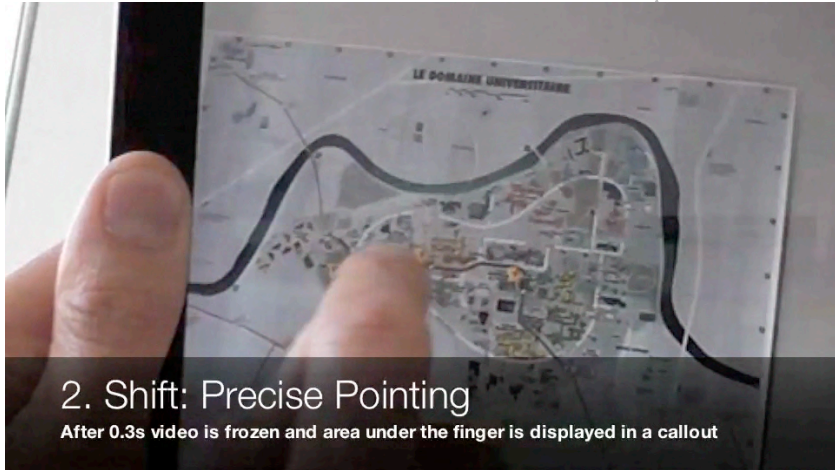 LE DOMAINE UNIVERSITAIRE
2. Shift: Precise Pointing
After 0.3s video is frozen and area under the finger is displayed in a callout